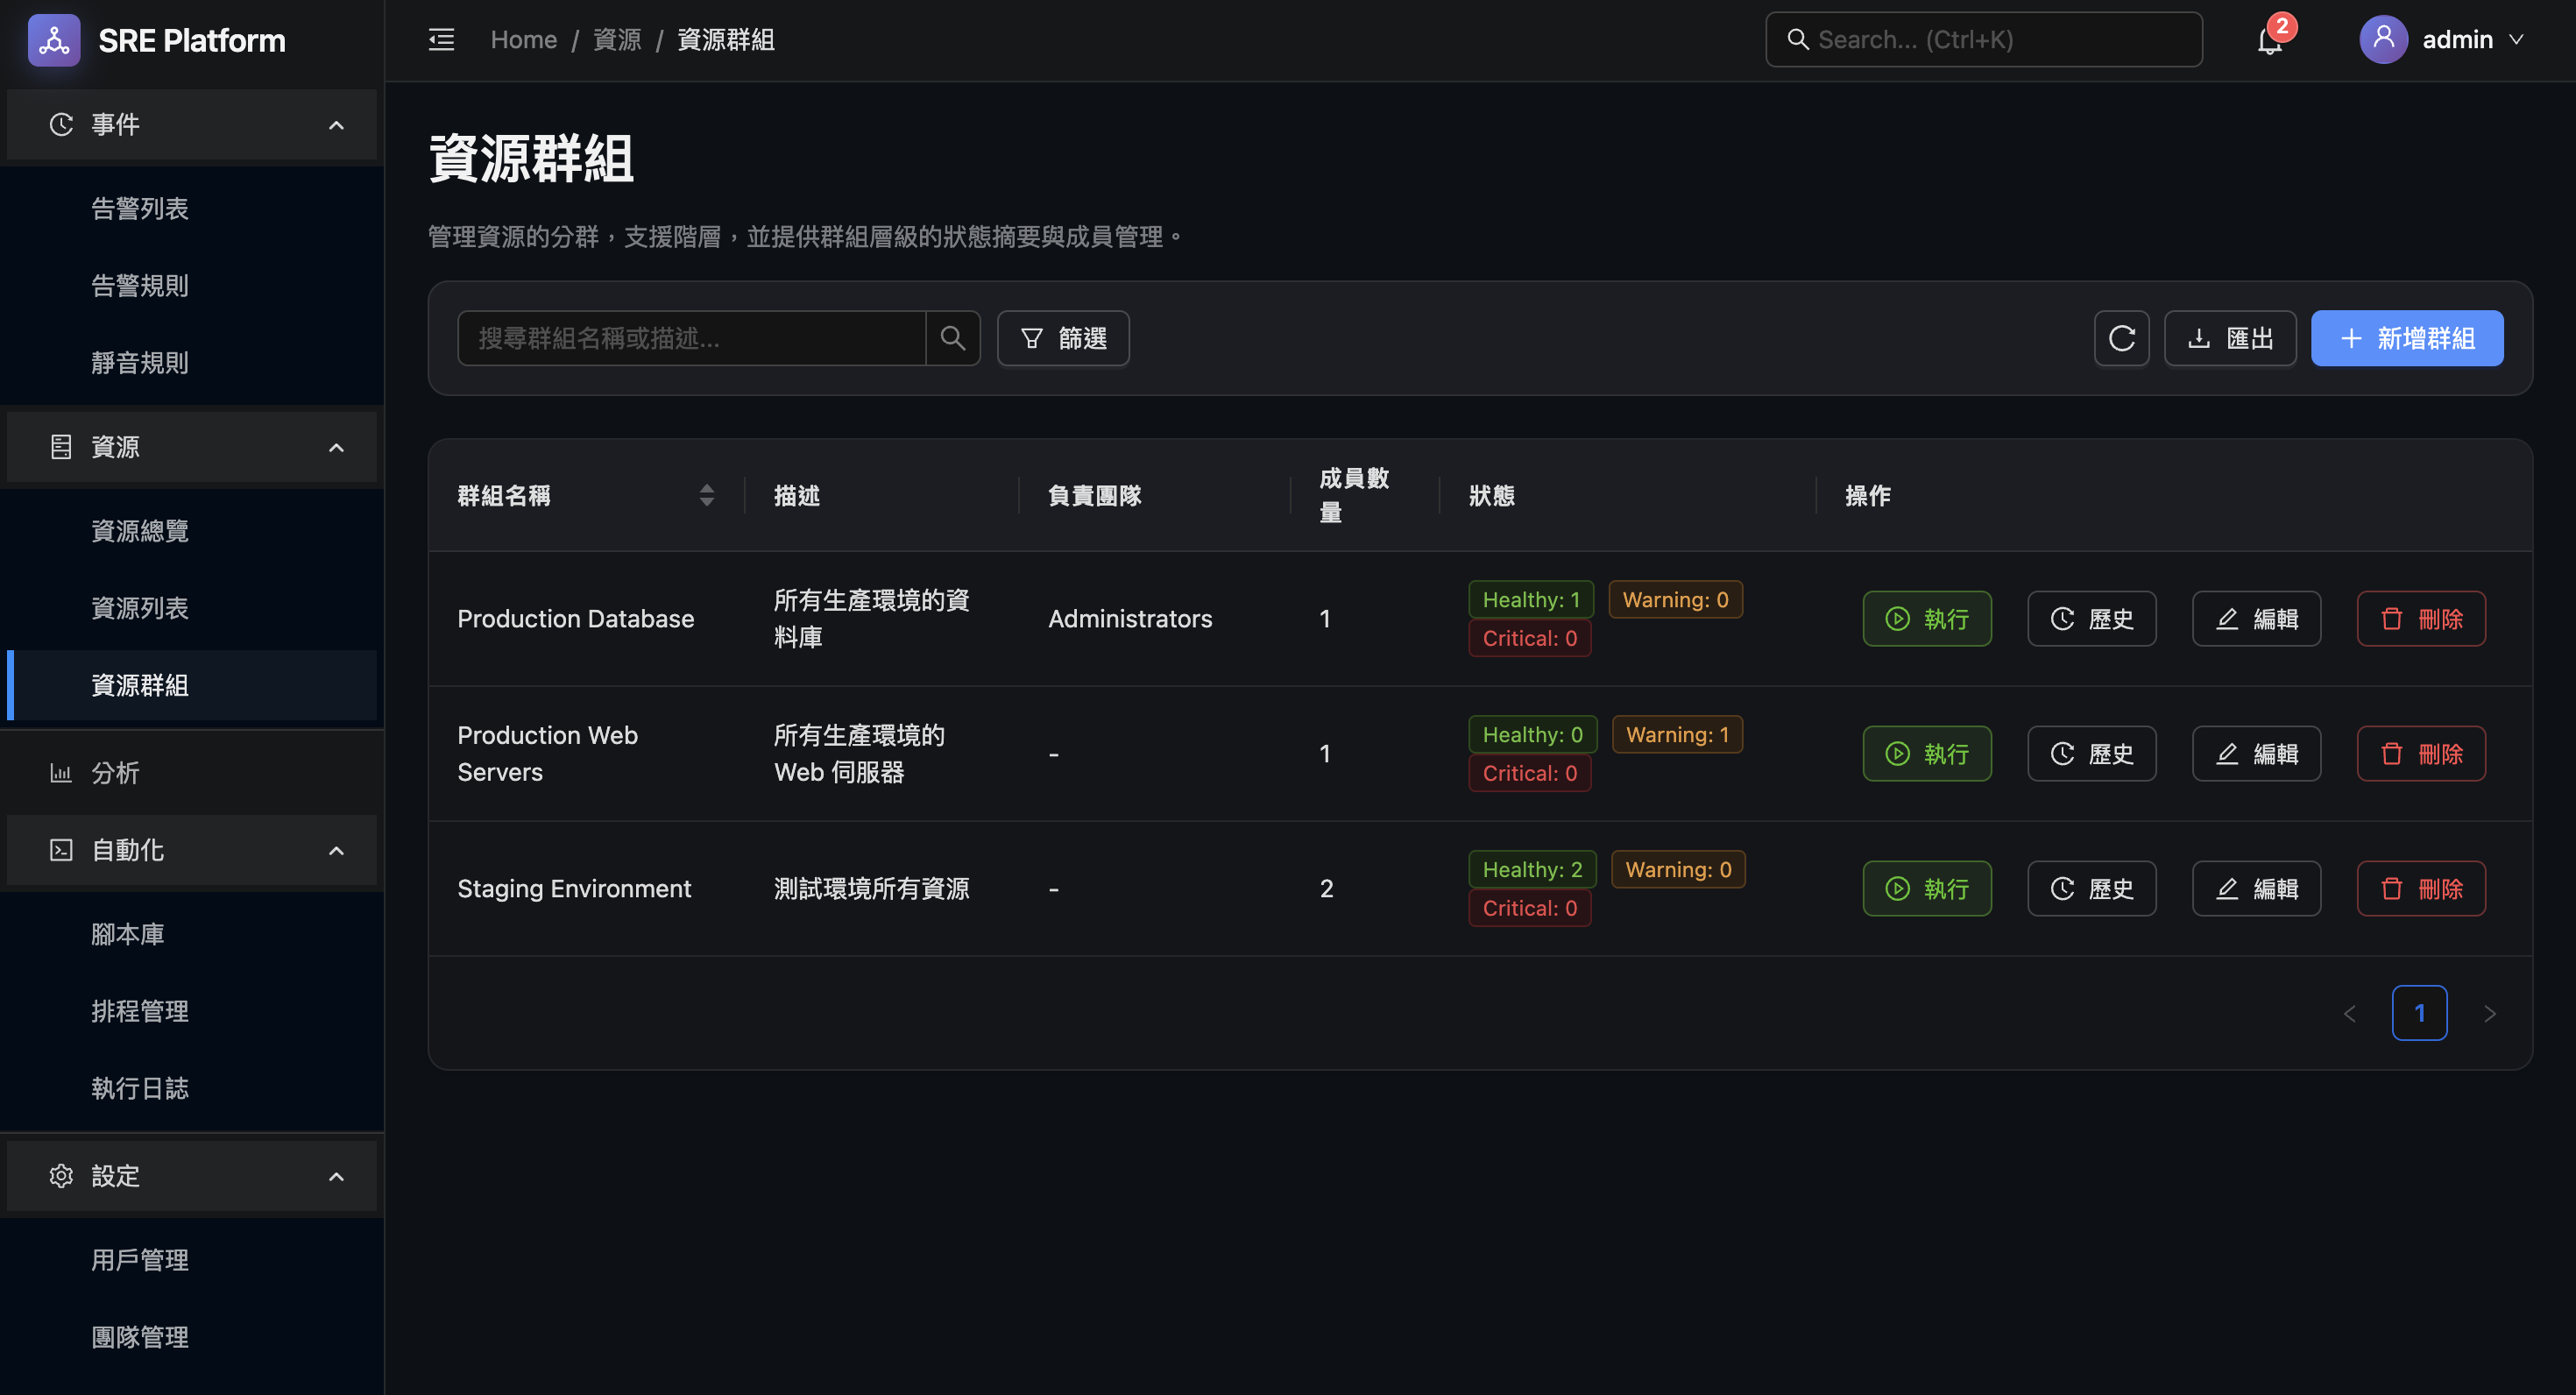 SRE Platform
Home / 資源 / 資源群組
Search... (Ctrl+K)
2
admin
事件
告警列表
告警規則
靜音規則
資源
資源總覽
資源列表
資源群組
分析
自動化
腳本庫
排程管理
執行日誌
設定
用戶管理
團隊管理
資源群組
管理資源的分群，支援階層，並提供群組層級的狀態摘要與成員管理。
搜尋群組名稱或描述...
篩選
匯出
新增群組
群組名稱
描述
負責團隊
成員數
量
狀態
操作
Production Database
所有生產環境的資
料庫
Administrators
1
Healthy: 1
Warning: 0
Critical: 0
執行
歷史
編輯
刪除
Production Web
Servers
所有生產環境的
Web 伺服器
-
1
Healthy: 0
Warning: 1
Critical: 0
執行
歷史
編輯
刪除
Staging Environment
測試環境所有資源
-
2
Healthy: 2
Warning: 0
Critical: 0
執行
歷史
編輯
刪除
1